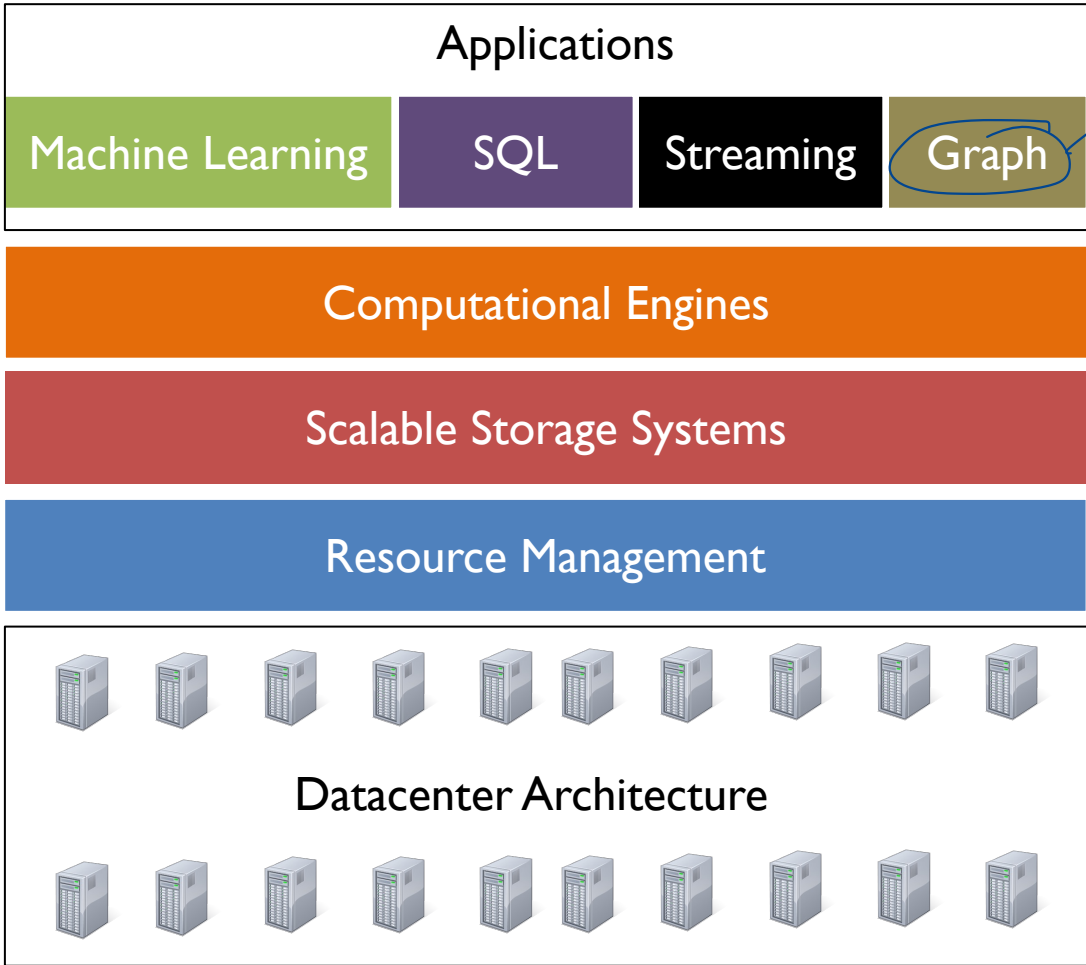 Applications
Machine Learning SQL Streaming Graph
Computational Engines
Scalable Storage Systems
Resource Management
Datacenter Architecture